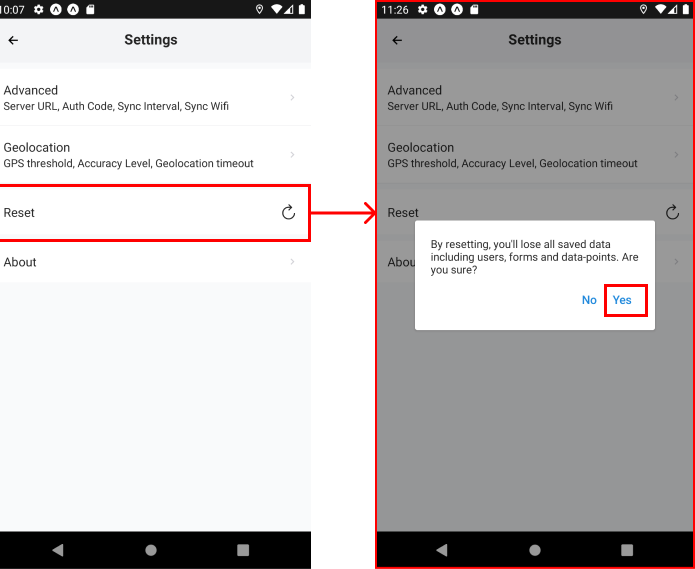 10:07
Settings
Advanced
Server URL, Auth Code, Sync Interval, Sync Wifi
Geolocation
GPS threshold, Accuracy Level, Geolocation timeout
Reset
About
11:26
Settings
Advanced
Server URL, Auth Code, Sync Interval, Sync Wifi
Geolocation
GPS threshold, Accuracy Level, Geolocation timeout
Reset
Abou
By resetting, you'll lose all saved data
including users, forms and data-points. Are
you sure?
No Yes